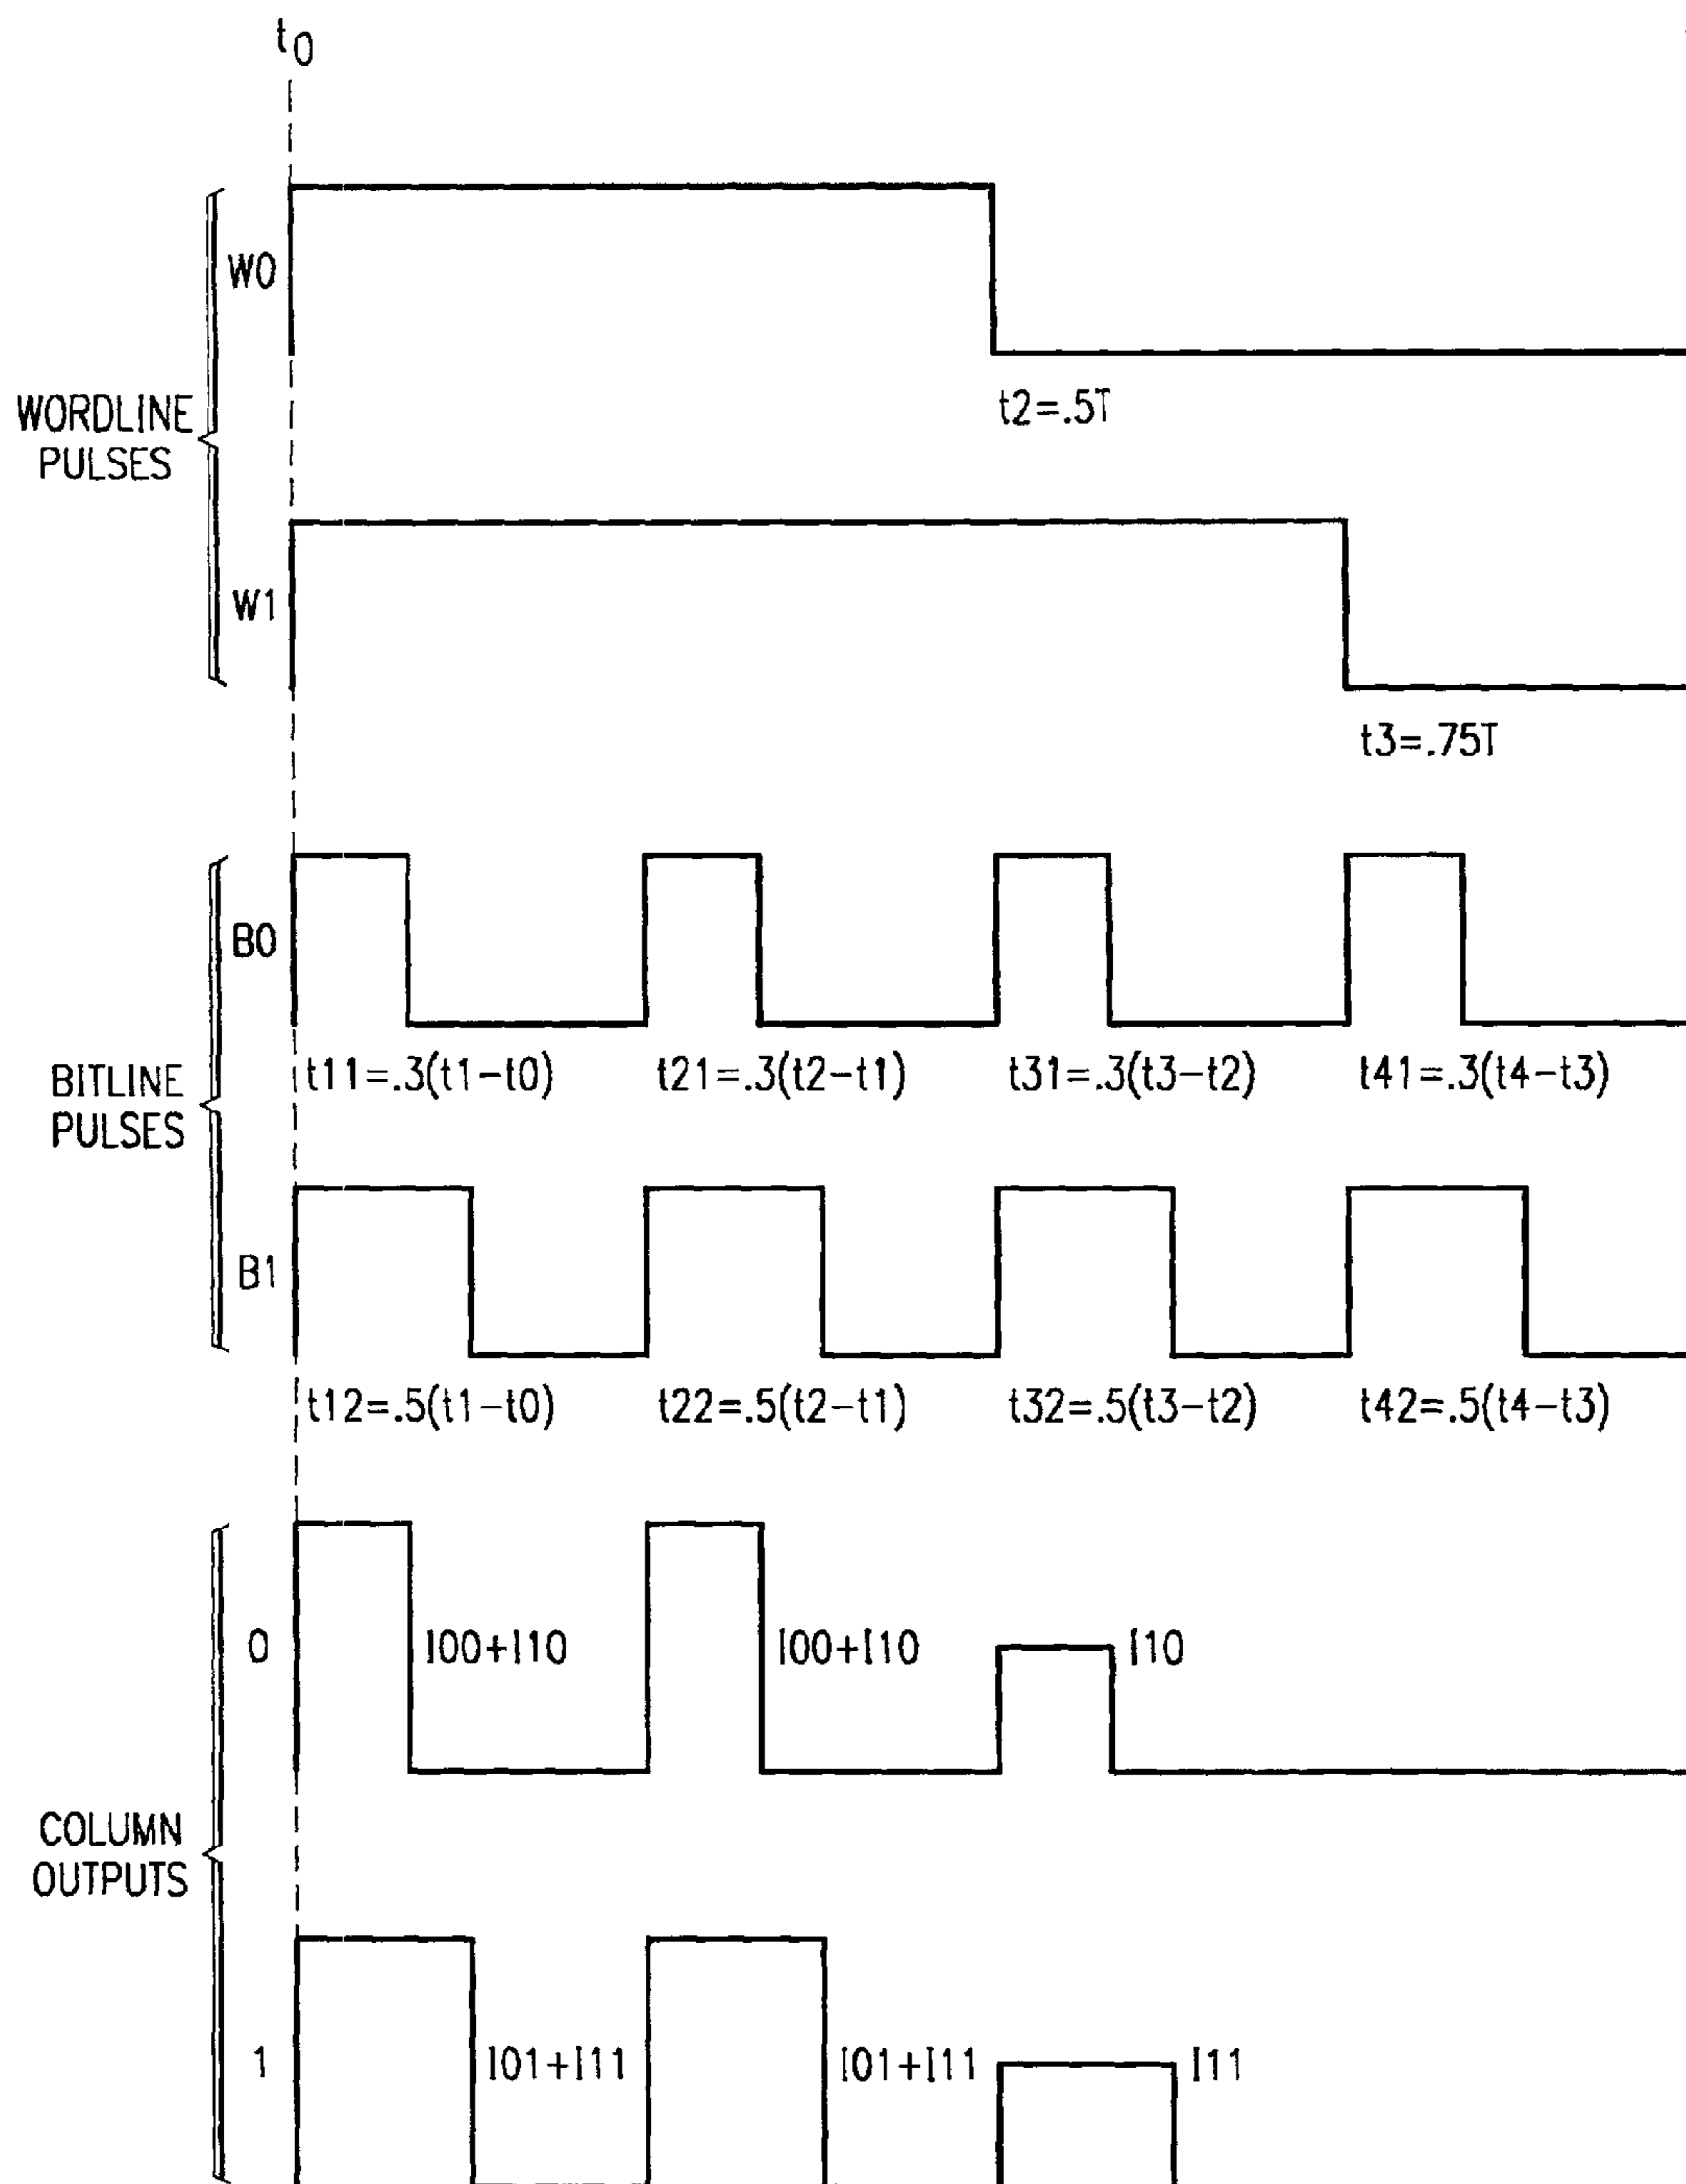 t0
W0
WORDLINE
PULSES
t2=.5T
W1
t3=.75T
B0
BITLINE
PULSES
t11=.3(t1-t0) t21=.3(t2-t1) t31=.3(t3-t2) t41=.3(t4-t3)
B1
t12=.5(t1-t0) t22=.5(t2-t1) t32=.5(t3-t2) t42=.5(t4-t3)
0 I00+I10 I00+I10 I10
COLUMN
OUTPUTS
1 I01+I11 I01+I11 I11